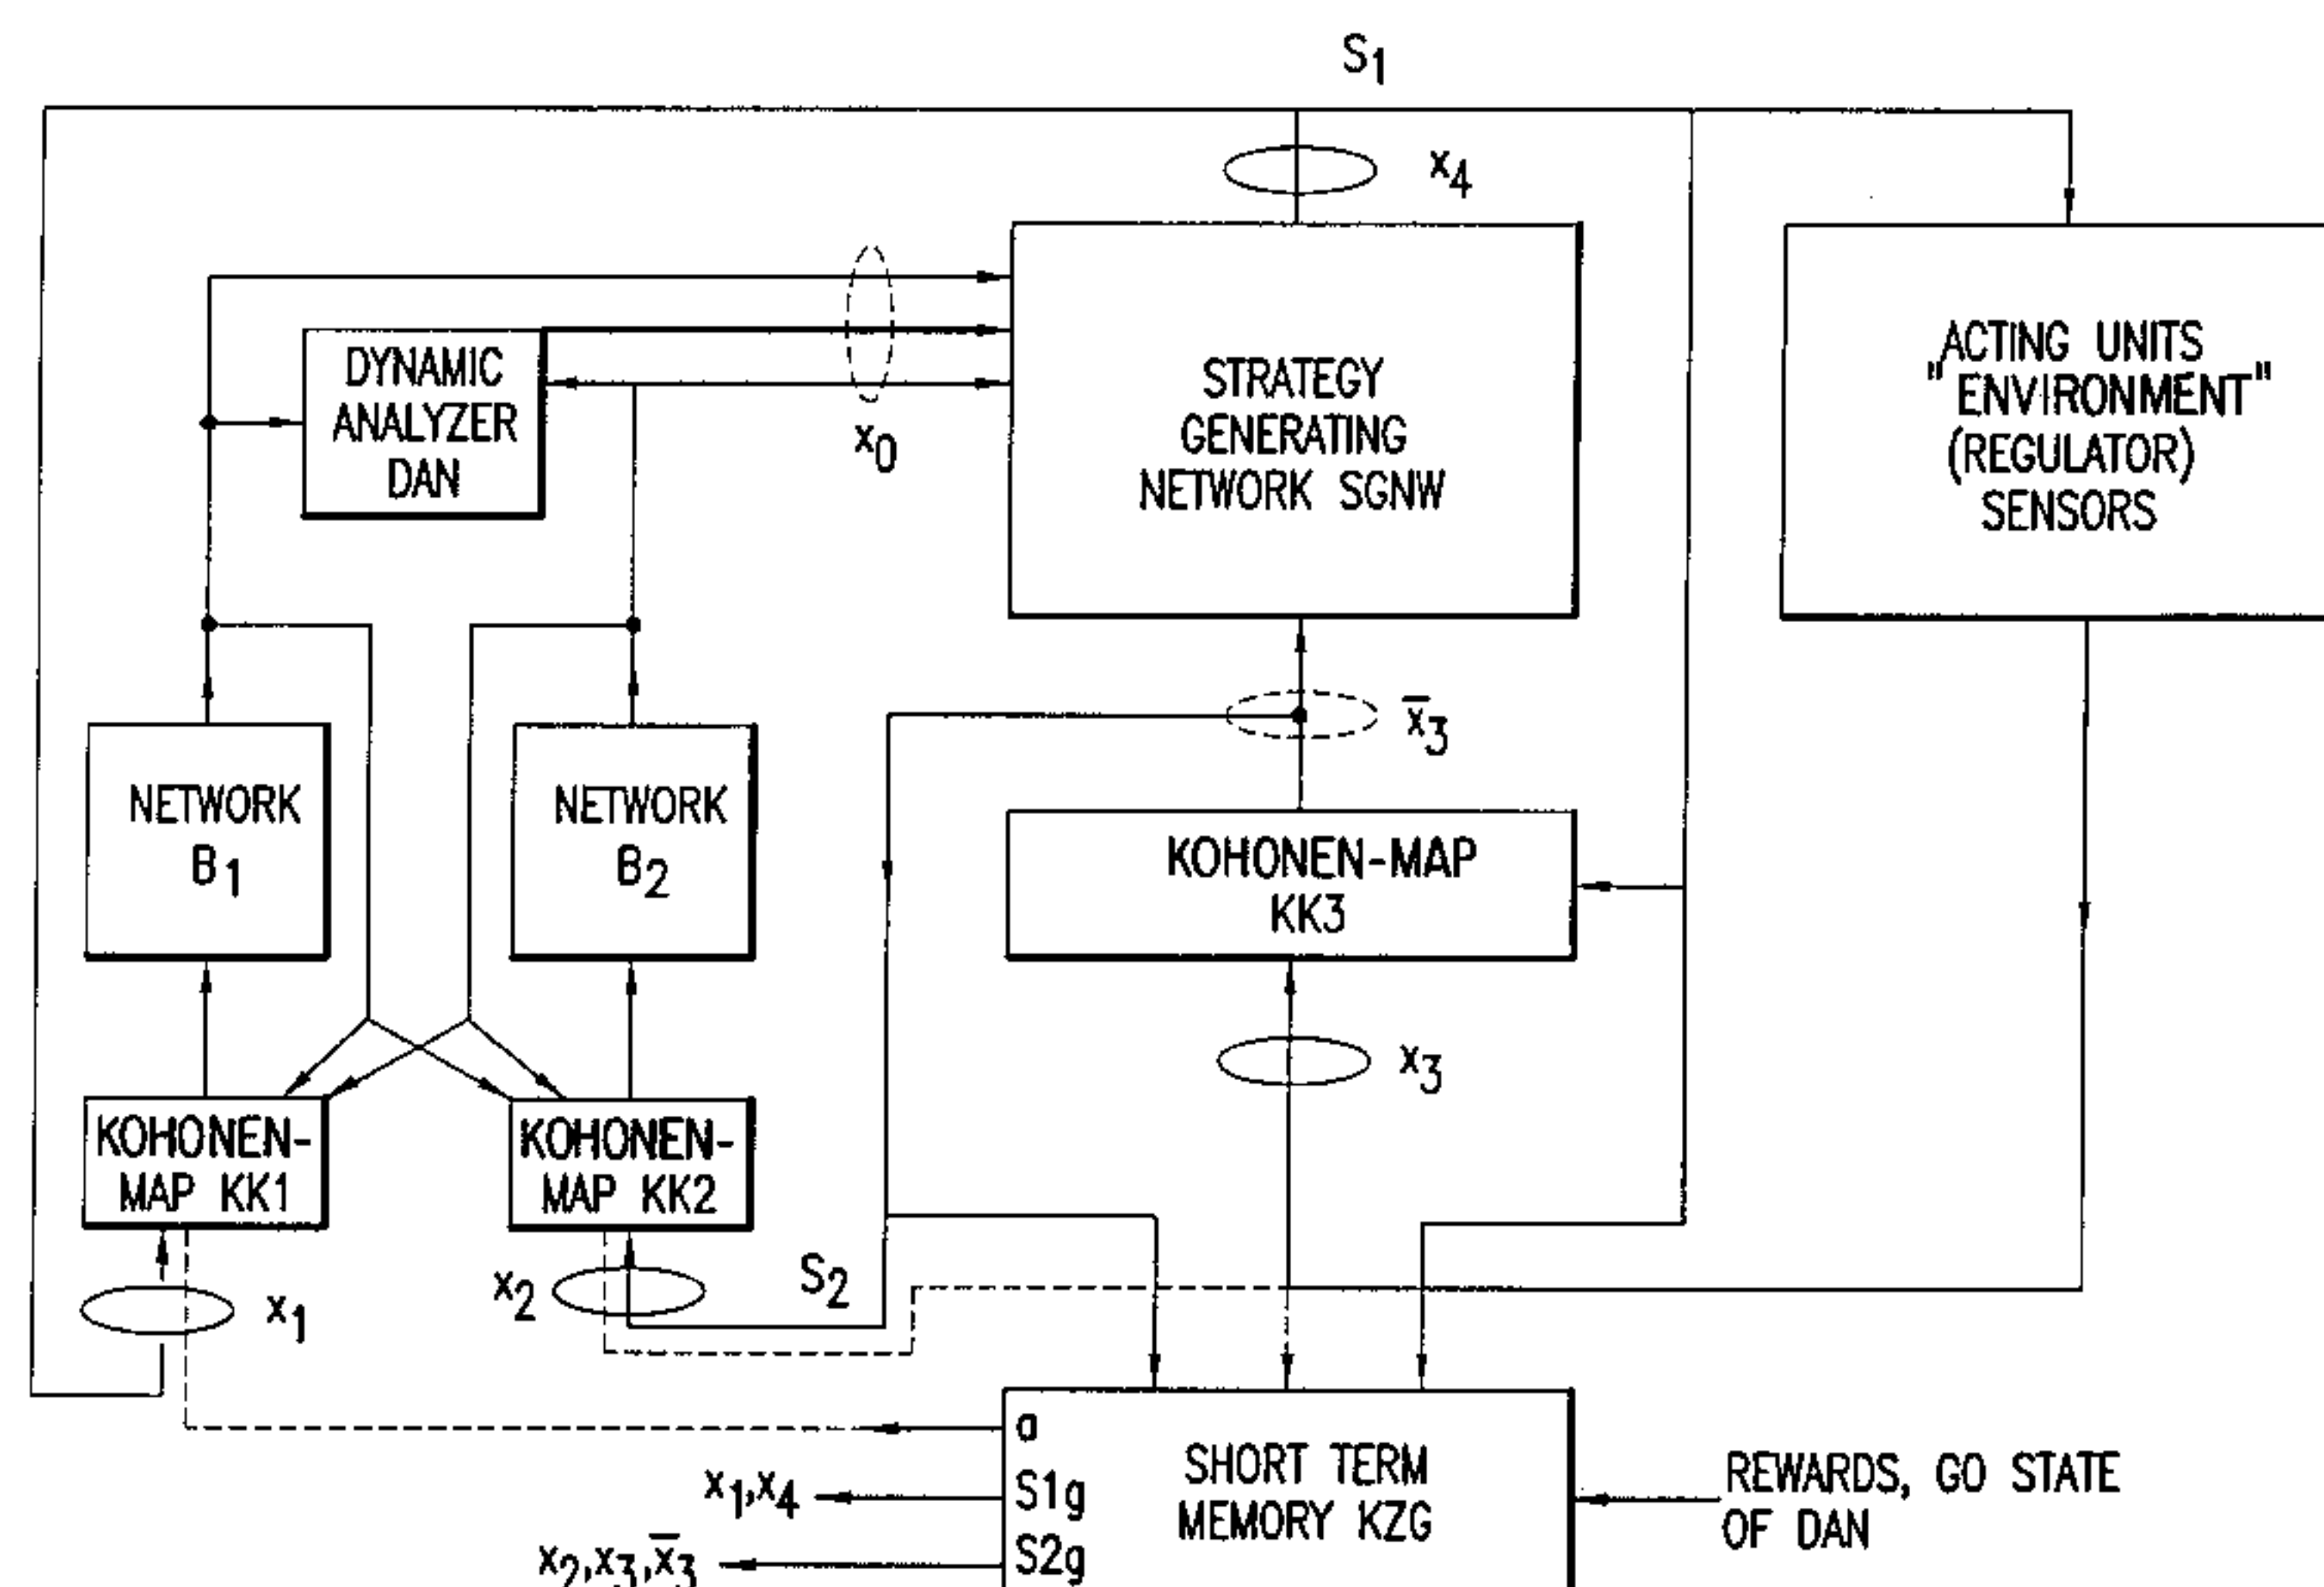 S1
x4
DYNAMIC
ANALYZER
DAN
x0
STRATEGY
GENERATING
NETWORK SGNW
ACTING UNITS
"ENVIRONMENT"
(REGULATOR)
SENSORS
x̅3
NETWORK
B1
NETWORK
B2
KOHONEN-MAP
KK3
x3
KOHONEN-
MAP KK1
KOHONEN-
MAP KK2
x1
x2
S2
a
SHORT TERM
MEMORY KZG
x1,x4
S1g
x2,x3,x̅3
S2g
REWARDS, GO STATE
OF DAN